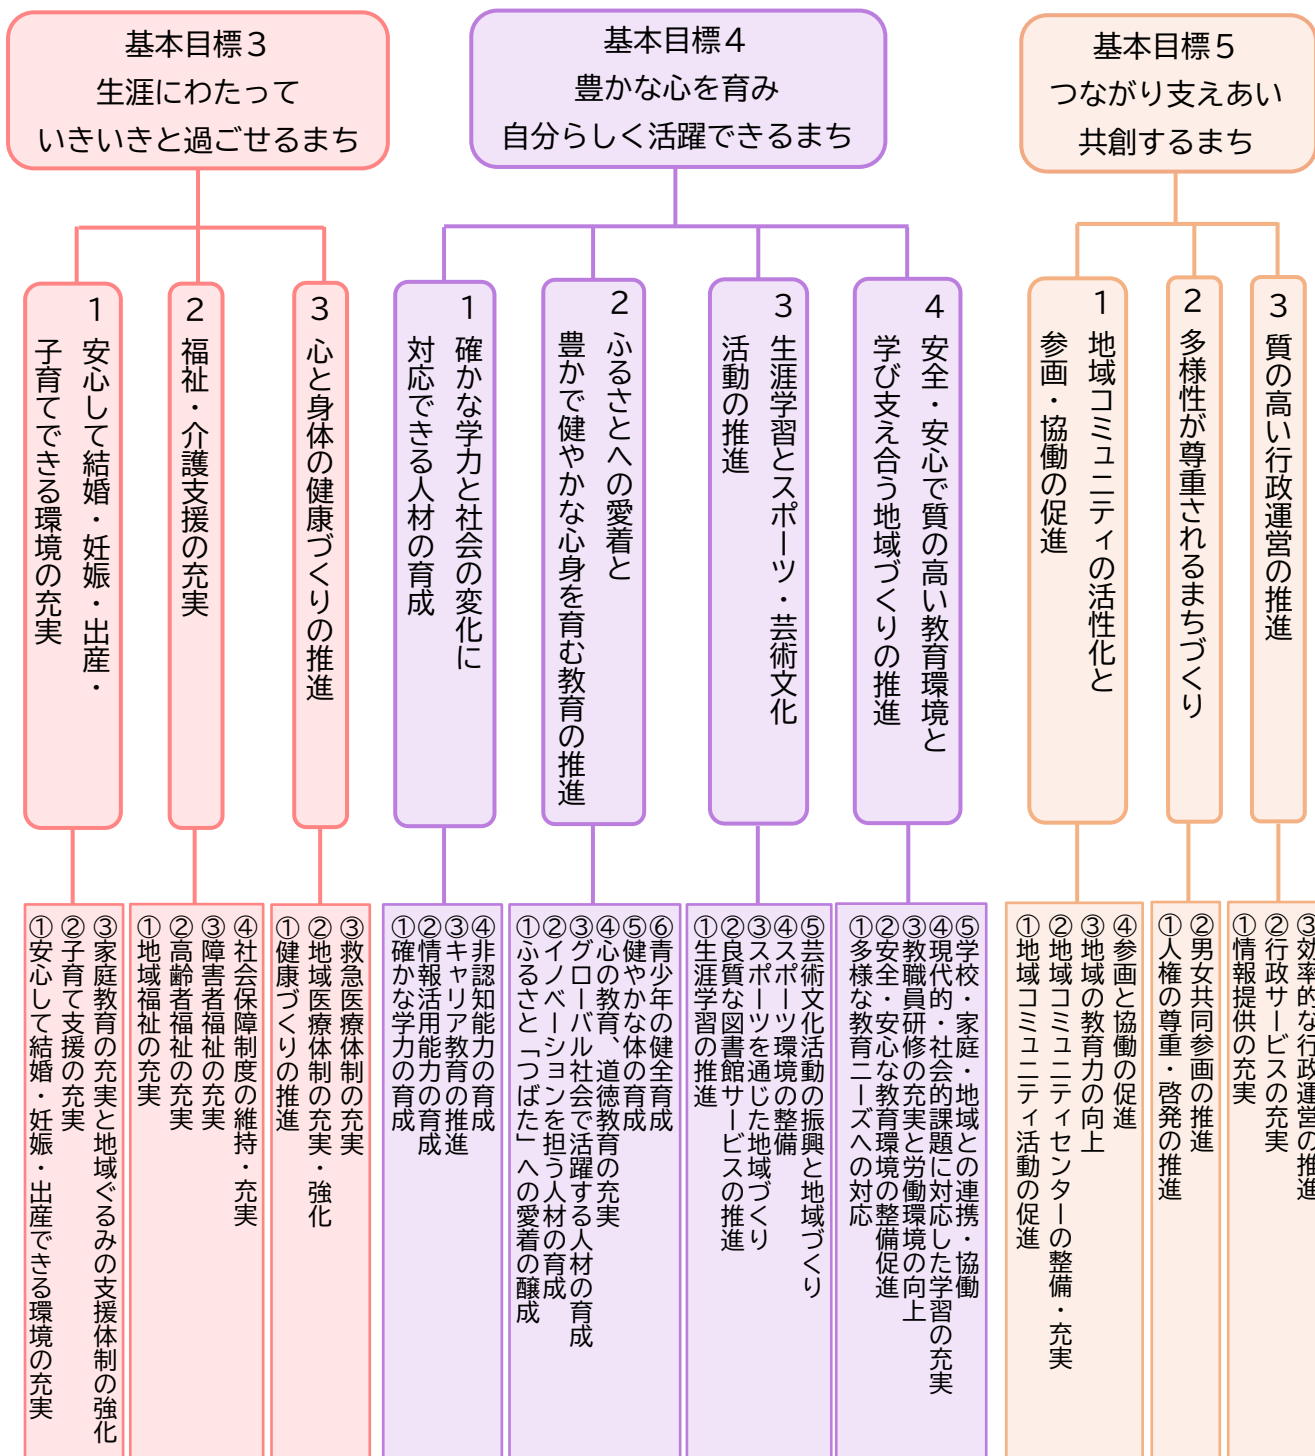 基本目標３
生涯にわたって
いきいきと過ごせるまち
1 安心して結婚・妊娠・出産・
子育てできる環境の充実
2 福祉・介護支援の充実
3 心と身体の健康づくりの推進
①安心して結婚・妊娠・出産できる環境の充実
②子育て支援の充実
③家庭教育の充実と地域ぐるみの支援体制の強化
①地域福祉の充実
②高齢者福祉の充実
③障害者福祉の充実
④社会保障制度の維持・充実
①健康づくりの推進
②地域医療体制の充実・強化
③救急医療体制の充実
基本目標４
豊かな心を育み
自分らしく活躍できるまち
1 確かな学力と社会の変化に
対応できる人材の育成
2 ふるさとへの愛着と
豊かで健やかな心身を育む教育の推進
3 生涯学習とスポーツ・芸術文化
活動の推進
4 安全・安心で質の高い教育環境と
学び支え合う地域づくりの推進
①確かな学力の育成
②情報活用能力の育成
③キャリア教育の推進
④非認知能力の育成
①ふるさと「つばた」への愛着の醸成
②イノベーションを担う人材の育成
③グローバル社会で活躍する人材の育成
④心の教育、道徳教育の充実
⑤健やかな体の育成
⑥青少年の健全育成
①生涯学習の推進
②良質な図書館サービスの推進
③スポーツを通じた地域づくり
④スポーツ環境の整備
⑤芸術文化活動の振興と地域づくり
①多様な教育ニーズへの対応
②安全・安心な教育環境の整備促進
③教職員研修の充実と労働環境の向上
④現代的・社会的課題に対応した学習の充実
⑤学校・家庭・地域との連携・協働
基本目標５
つながり支えあい
共創するまち
1 地域コミュニティの活性化と
参画・協働の促進
2 多様性が尊重されるまちづくり
3 質の高い行政運営の推進
①地域コミュニティ活動の促進
②地域コミュニティセンターの整備・充実
③地域の教育力の向上
④参画と協働の促進
①人権の尊重・啓発の推進
②男女共同参画の推進
①情報提供の充実
②行政サービスの充実
③効率的な行政運営の推進